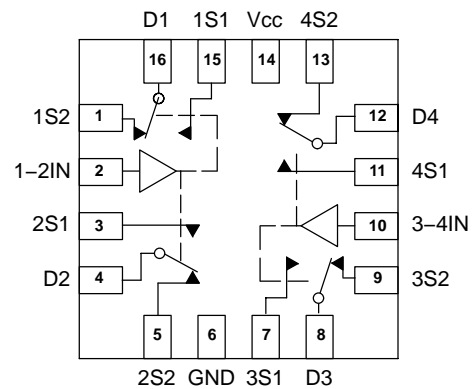 D1 1S1 Vcc 4S2
16 15 14 13
1S2 1 12 D4
1–2IN 2 11 4S1
2S1 3 10 3–4IN
D2 4 9 3S2
5 6 7 8
2S2 GND 3S1 D3